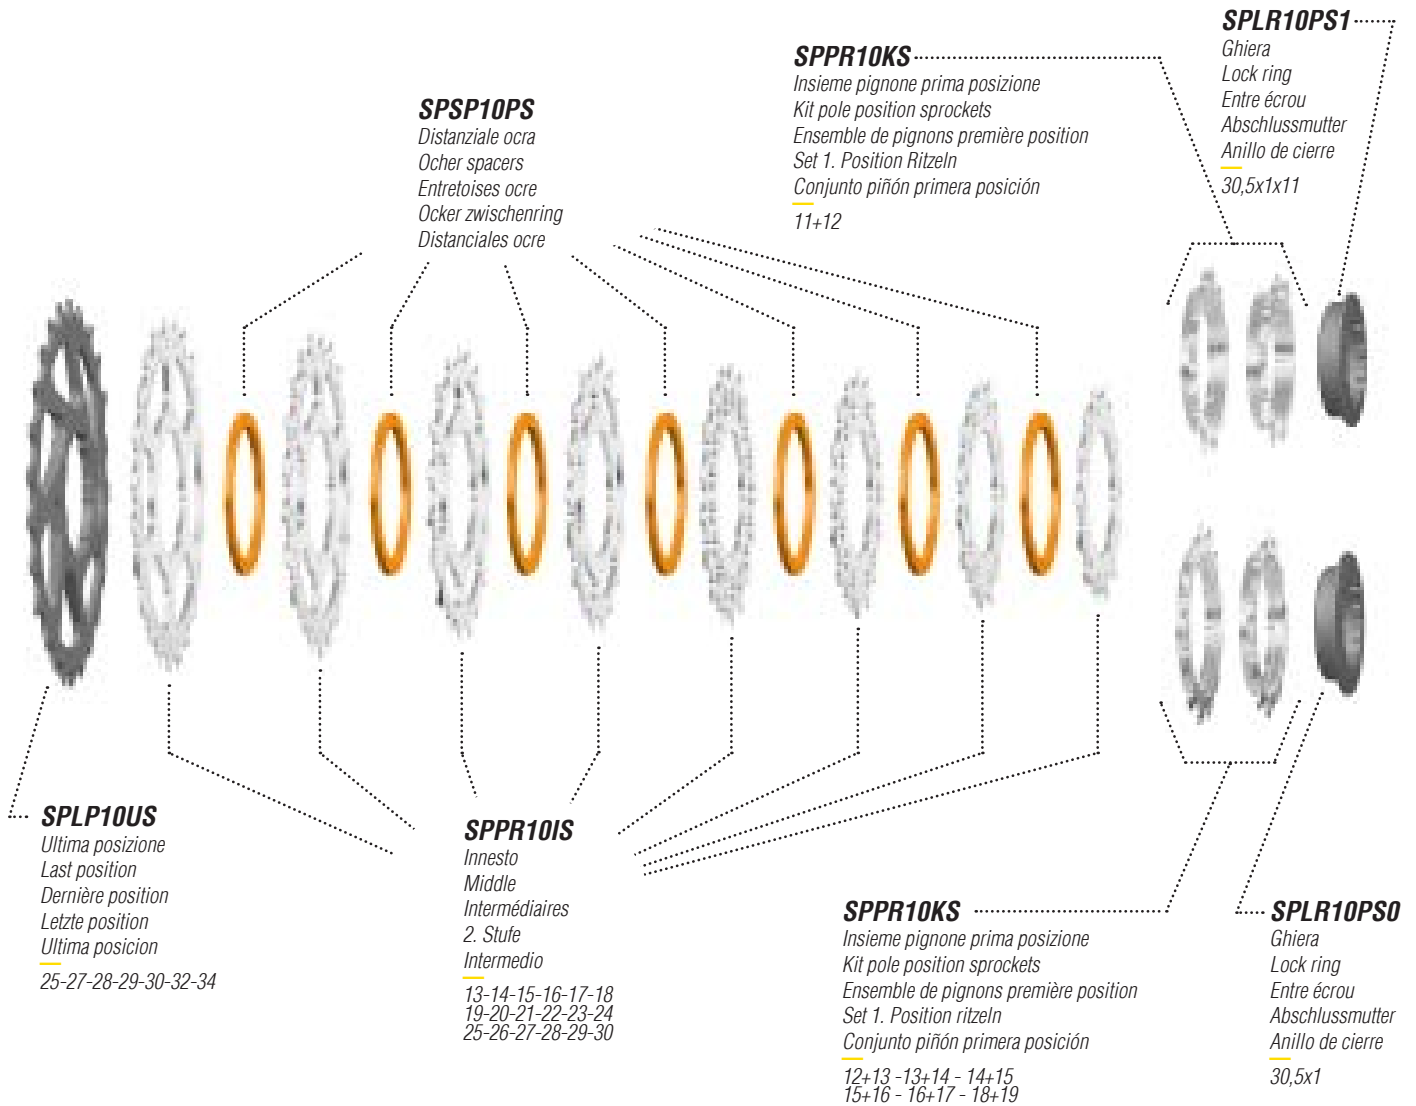 SPLR10PS1
Ghiera
Lock ring
Entre écrou
Abschlussmutter
Anillo de cierre
30,5x1x11
SPPR10KS
Insieme pignone prima posizione
Kit pole position sprockets
Ensemble de pignons première position
Set 1. Position Ritzeln
Conjunto piñón primera posición
11+12
SPSP10PS
Distanziale ocra
Ocher spacers
Entretoises ocre
Ocker zwischenring
Distanciales ocre
SPLP10US
Ultima posizione
Last position
Dernière position
Letzte position
Ultima posicion
25-27-28-29-30-32-34
SPPR10IS
Innesto
Middle
Intermédiaires
2. Stufe
Intermedio
13-14-15-16-17-18
19-20-21-22-23-24
25-26-27-28-29-30
SPPR10KS
Insieme pignone prima posizione
Kit pole position sprockets
Ensemble de pignons première position
Set 1. Position ritzeln
Conjunto piñón primera posición
12+13 -13+14 - 14+15
15+16 - 16+17 - 18+19
SPLR10PS0
Ghiera
Lock ring
Entre écrou
Abschlussmutter
Anillo de cierre
30,5x1